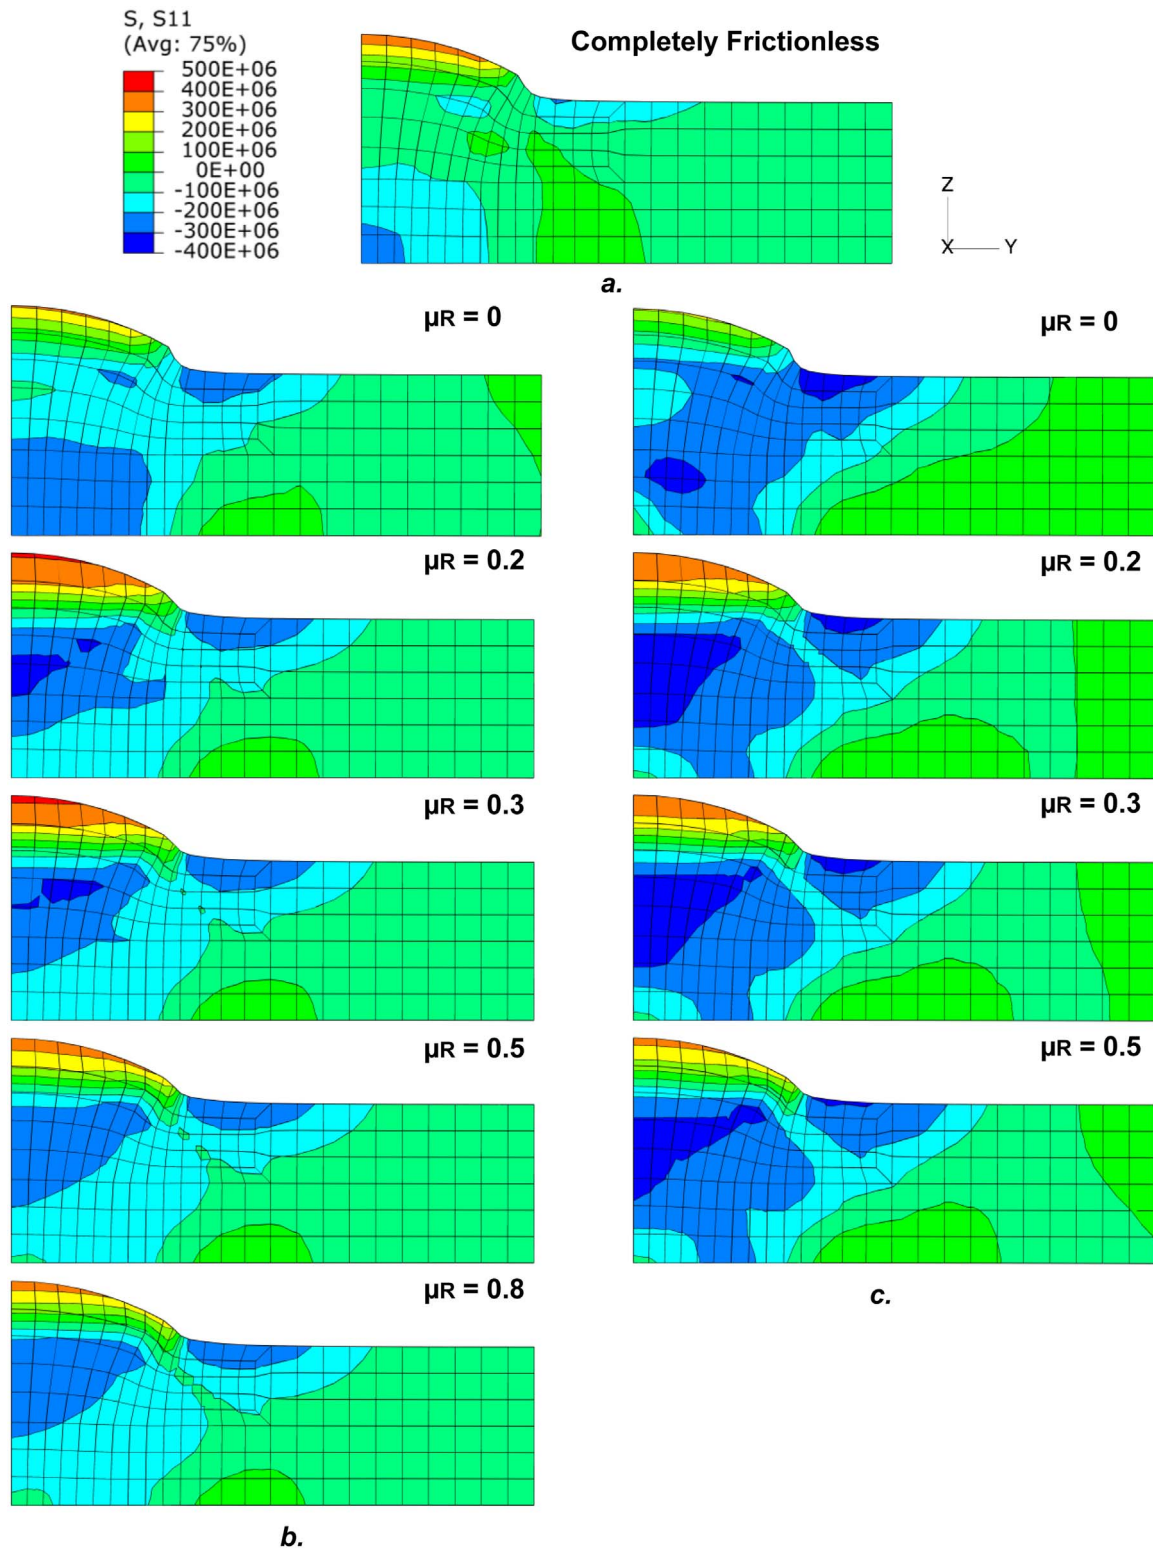 S, S11
(Avg: 75%)
500E+06
400E+06
300E+06
200E+06
100E+06
0E+00
-100E+06
-200E+06
-300E+06
-400E+06
Completely Frictionless
Z
X Y
a.
μR = 0
μR = 0
μR = 0.2
μR = 0.2
μR = 0.3
μR = 0.3
μR = 0.5
μR = 0.5
μR = 0.8
c.
b.